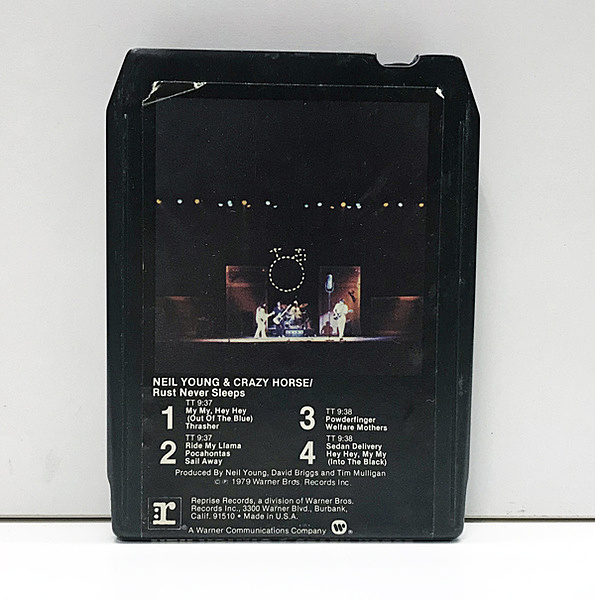 NEIL YOUNG & CRAZY HORSE/
Rust Never Sleeps
1
TT 9:37
My My, Hey Hey
(Out Of The Blue)
Thrasher
2
TT 9:37
Ride My Llama
Pocahontas
Sail Away
3
TT 9:38
Powderfinger
Welfare Mothers
4
TT 9:38
Sedan Delivery
Hey Hey, My My
(Into The Black)
Produced By Neil Young, David Briggs and Tim Mulligan
© ℗ 1979 Warner Bros. Records Inc
r
Reprise Records, a division of Warner Bros.
Records Inc., 3300 Warner Blvd., Burbank,
Calif. 91510 • Made in U.S.A.
A Warner Communications Company W ®